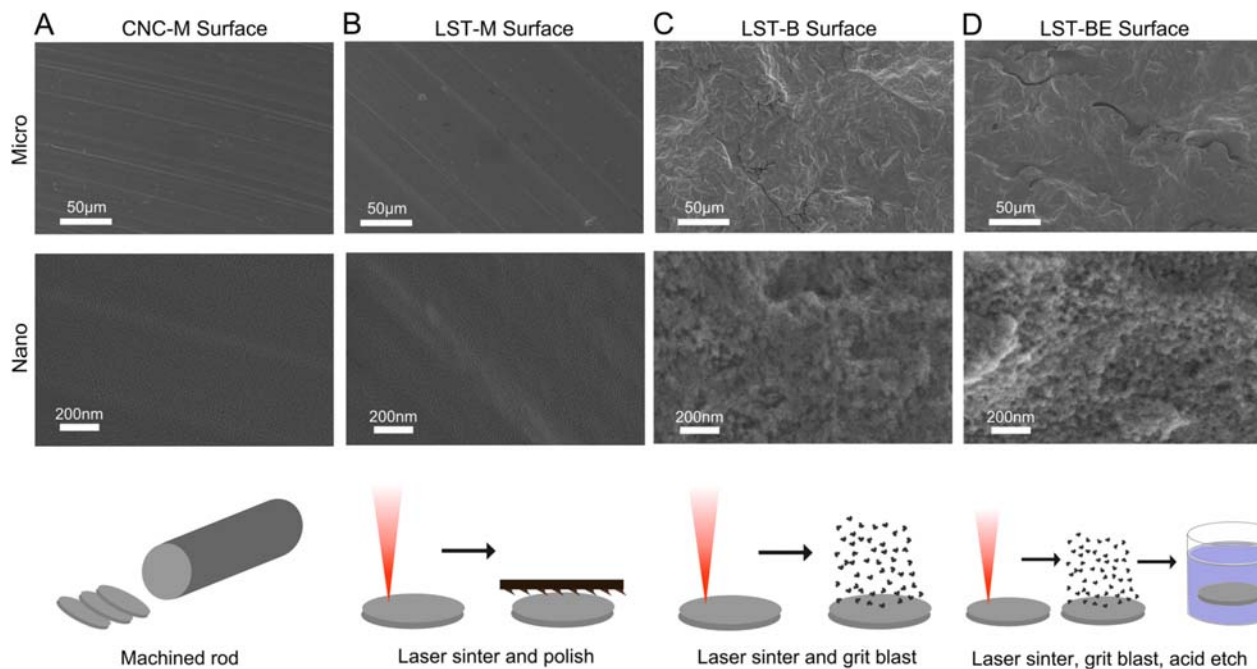 A
CNC-M Surface
B
LST-M Surface
C
LST-B Surface
D
LST-BE Surface
Micro
50µm
50µm
50µm
50µm
Nano
200nm
200nm
200nm
200nm
Machined rod
Laser sinter and polish
Laser sinter and grit blast
Laser sinter, grit blast, acid etch